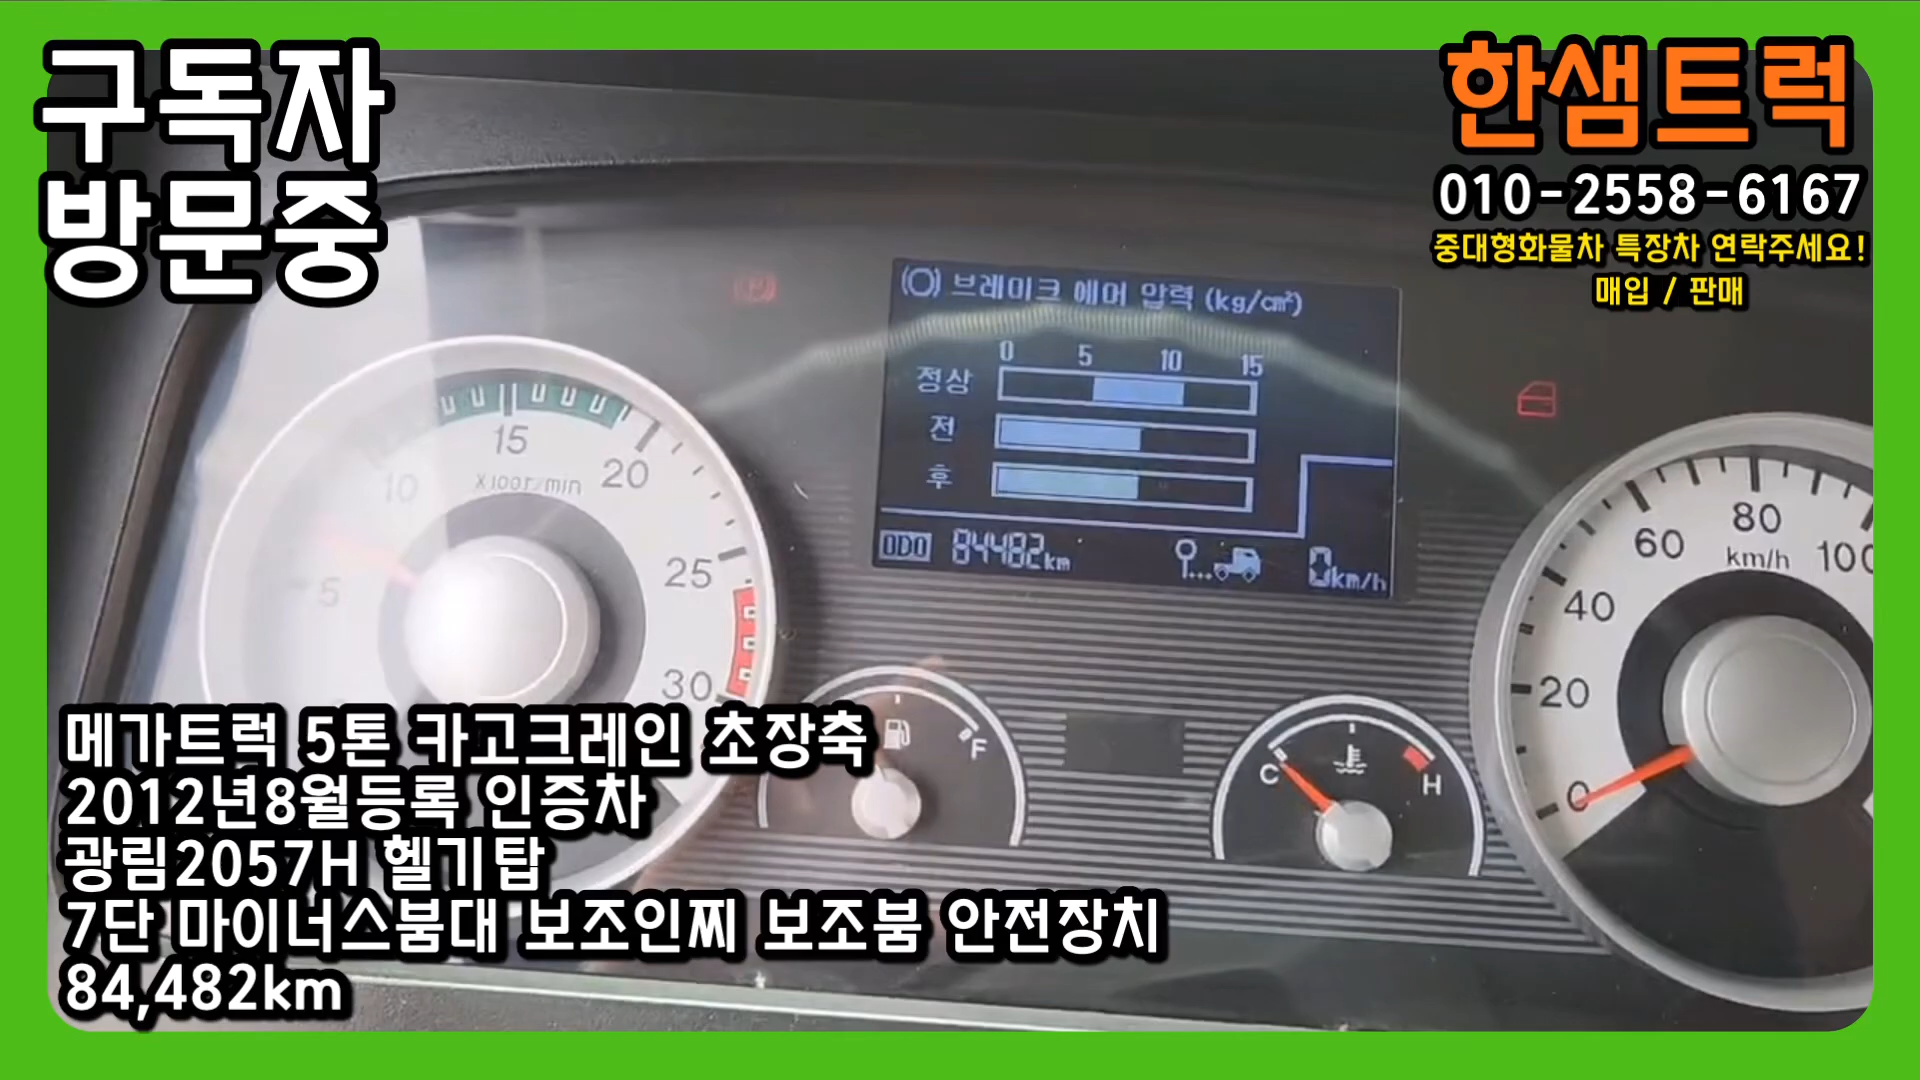 구독자
방문중
한샘트럭
010-2558-6167
중대형화물차 특장차 연락주세요!
매입 / 판매
(P)
브레이크 에어 압력 (kg/cm²)
0 5 10 15
정상
전
후
ODO 84482km
0km/h
5 10 15 20 25 30
X100r/min
F
C H
0 20 40 60 80 100
km/h
메가트럭 5톤 카고크레인 초장축
2012년8월등록 인증차
광림2057H 헬기탑
7단 마이너스붐대 보조인찌 보조붐 안전장치
84,482km